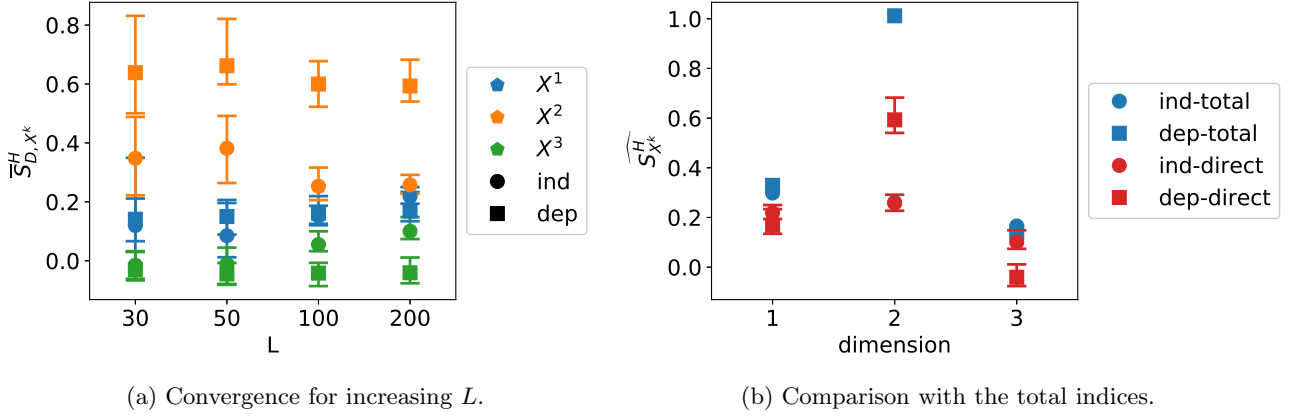 0.8
0.6
0.4
0.2
0.0
30 50 100 200
L
S̅^H_{D,X^k}
X^1
X^2
X^3
ind
dep
(a) Convergence for increasing L.
1.0
0.8
0.6
0.4
0.2
0.0
1 2 3
dimension
\widehat{S^H_{X^k}}
ind-total
dep-total
ind-direct
dep-direct
(b) Comparison with the total indices.